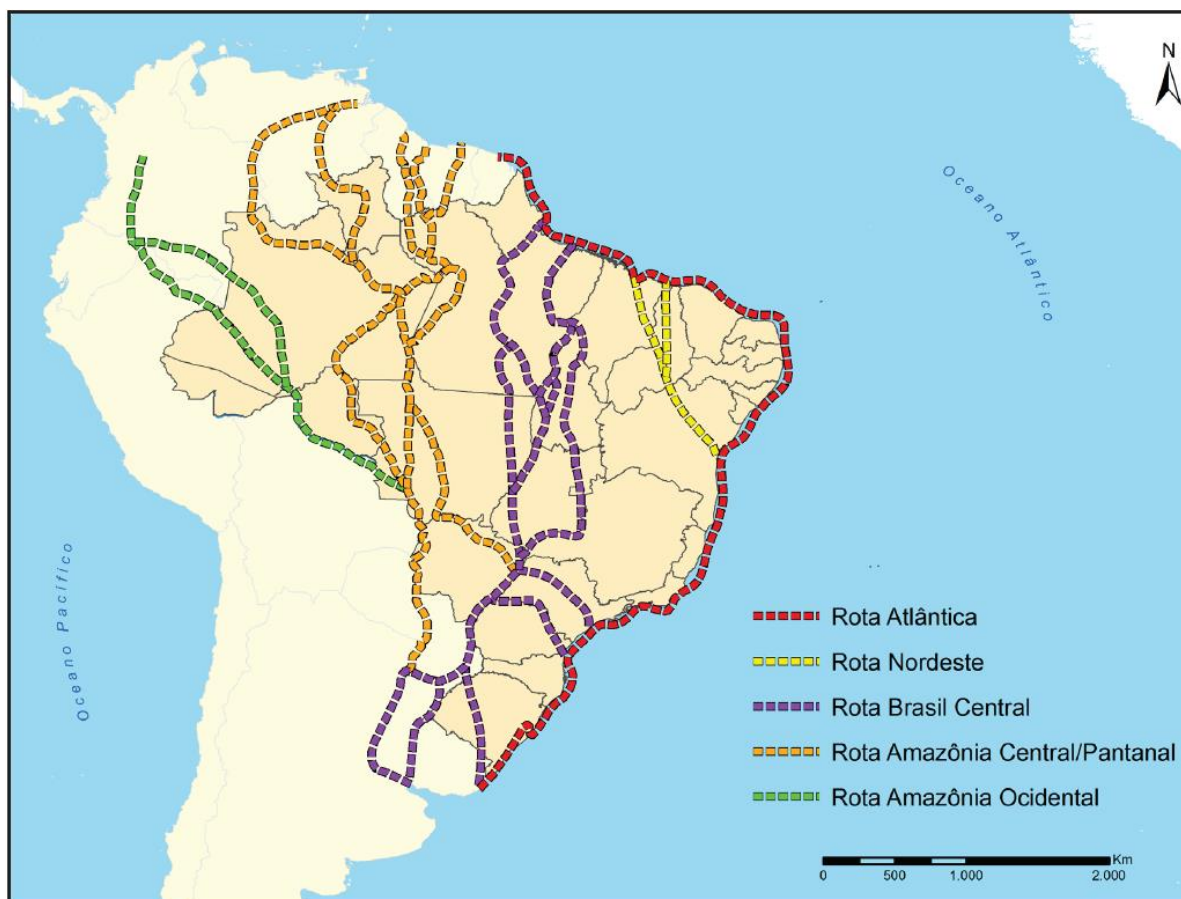 N
Oceano Atlântico
Oceano Pacífico
Rota Atlântica
Rota Nordeste
Rota Brasil Central
Rota Amazônia Central/Pantanal
Rota Amazônia Ocidental
Km
0 500 1.000 2.000